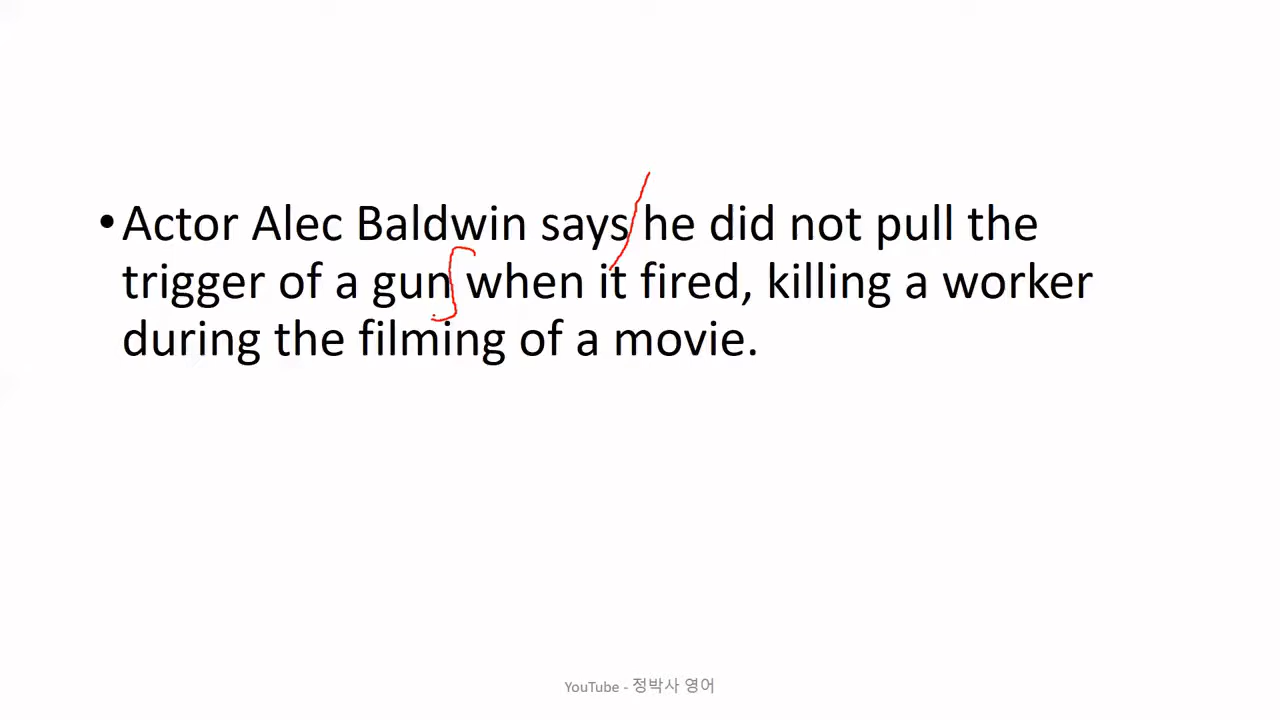 •Actor Alec Baldwin says he did not pull the
trigger of a gun when it fired, killing a worker
during the filming of a movie.
YouTube - 정박사 영어